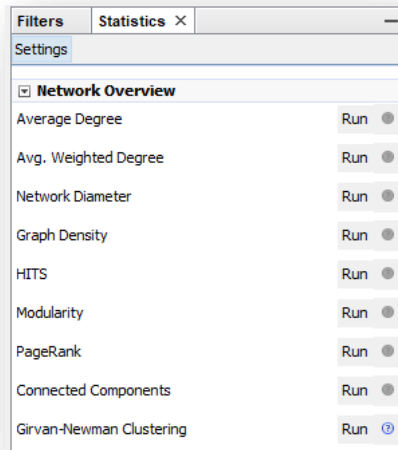 Filters Statistics ×
Settings
Network Overview
Average Degree Run
Avg. Weighted Degree Run
Network Diameter Run
Graph Density Run
HITS Run
Modularity Run
PageRank Run
Connected Components Run
Girvan-Newman Clustering Run ?